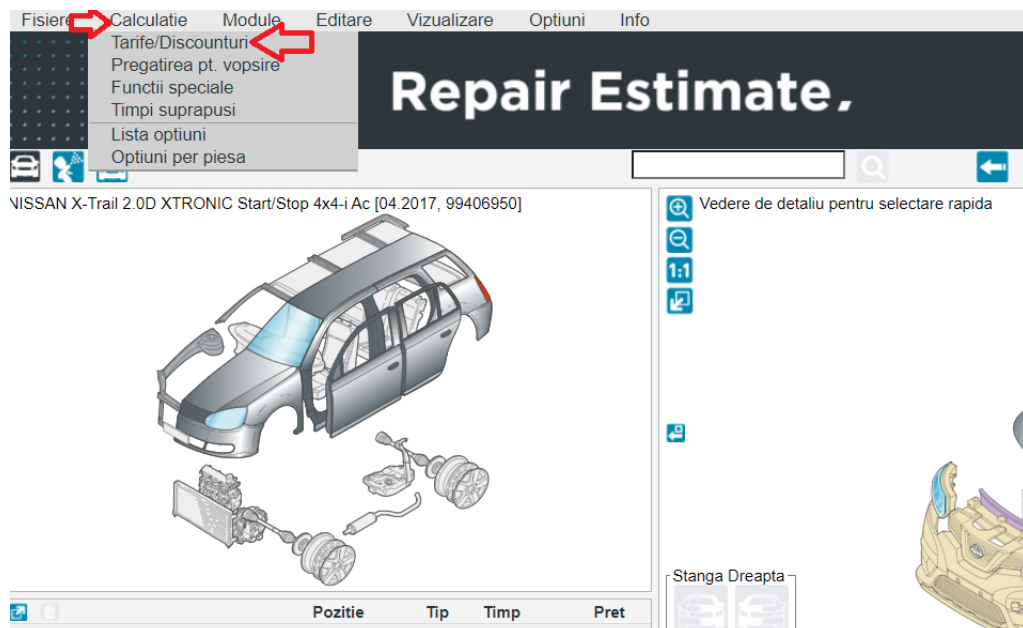 Fisiere Calculatie Module Editare Vizualizare Optiuni Info
Tarife/Discounturi
Pregatirea pt. vopsire
Functii speciale
Timpi suprapusi
Lista optiuni
Optiuni per piesa
Repair Estimate
NISSAN X-Trail 2.0D XTRONIC Start/Stop 4x4-i Ac [04.2017, 99406950]
Vedere de detaliu pentru selectare rapida
1:1
Stanga Dreapta
Pozitie Tip Timp Pret